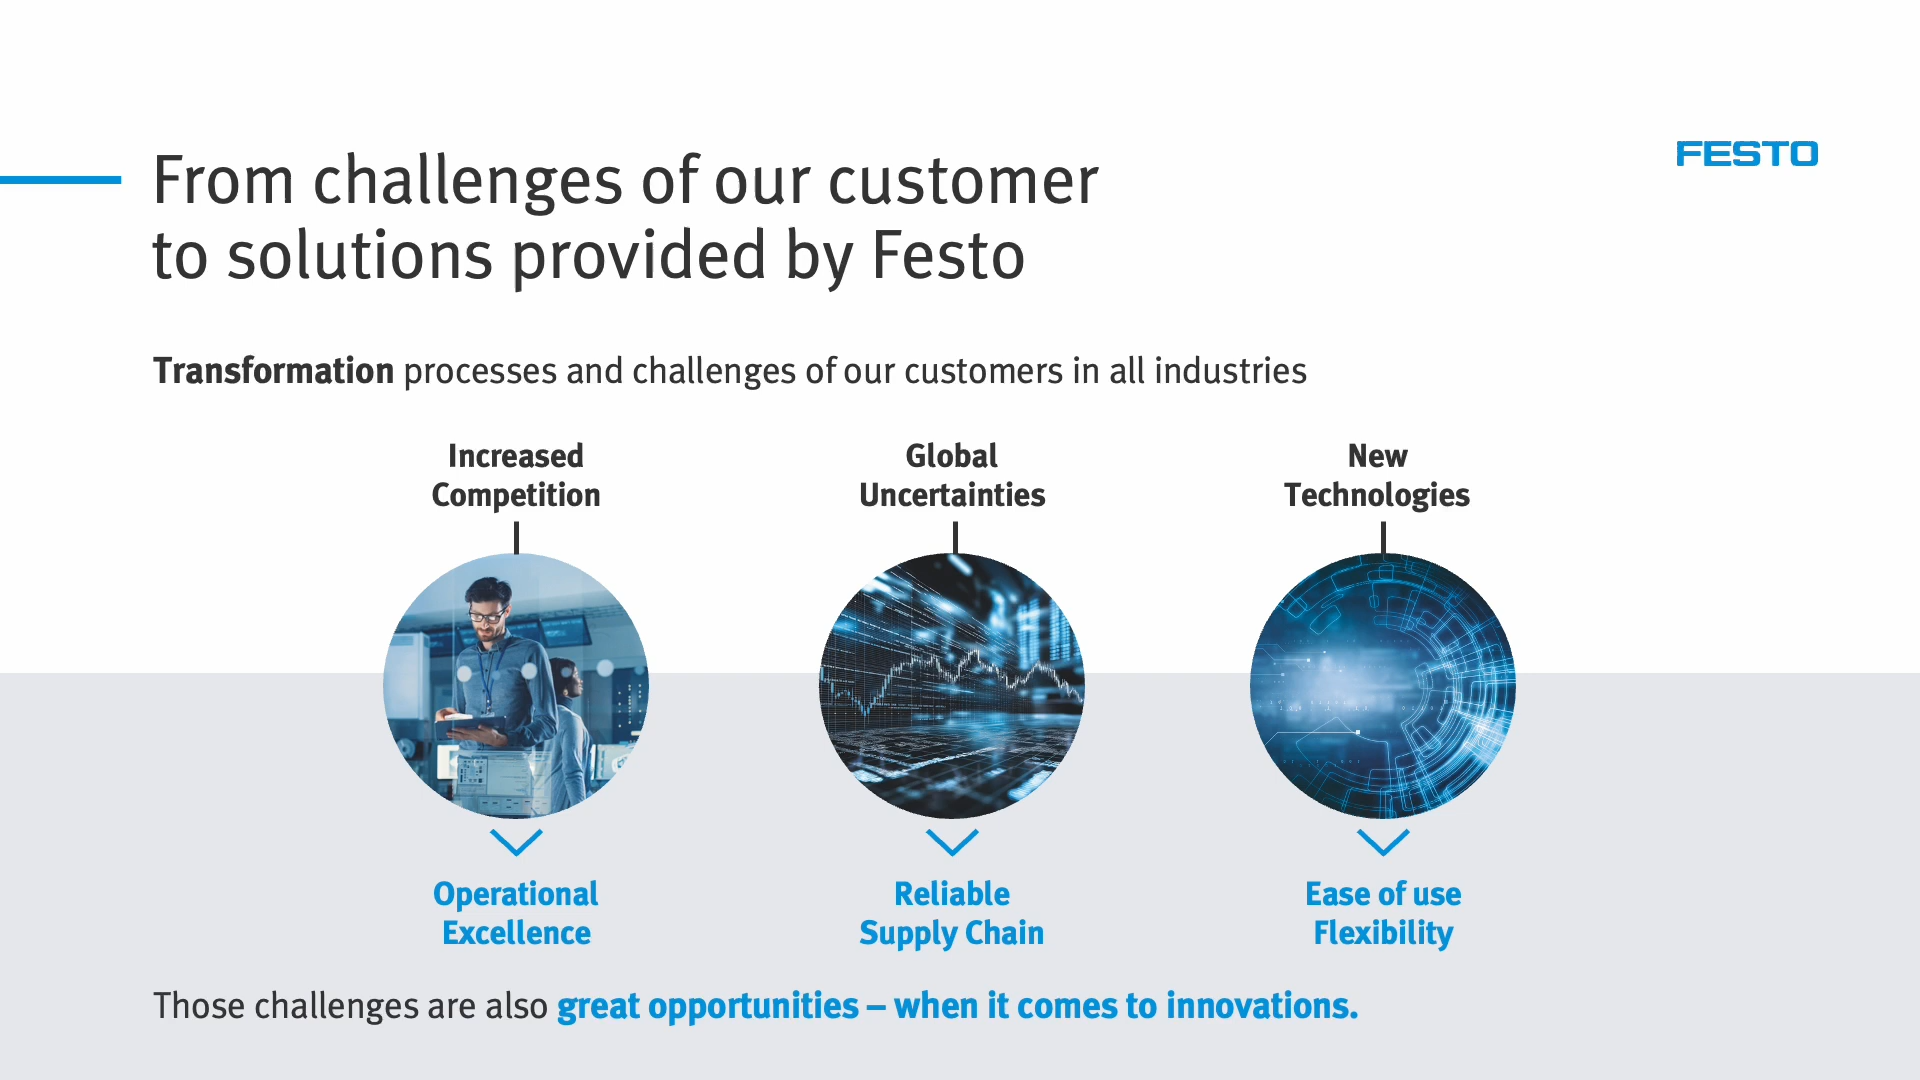 From challenges of our customer
to solutions provided by Festo
FESTO
Transformation processes and challenges of our customers in all industries
Increased
Competition
Global
Uncertainties
New
Technologies
Operational
Excellence
Reliable
Supply Chain
Ease of use
Flexibility
Those challenges are also great opportunities – when it comes to innovations.